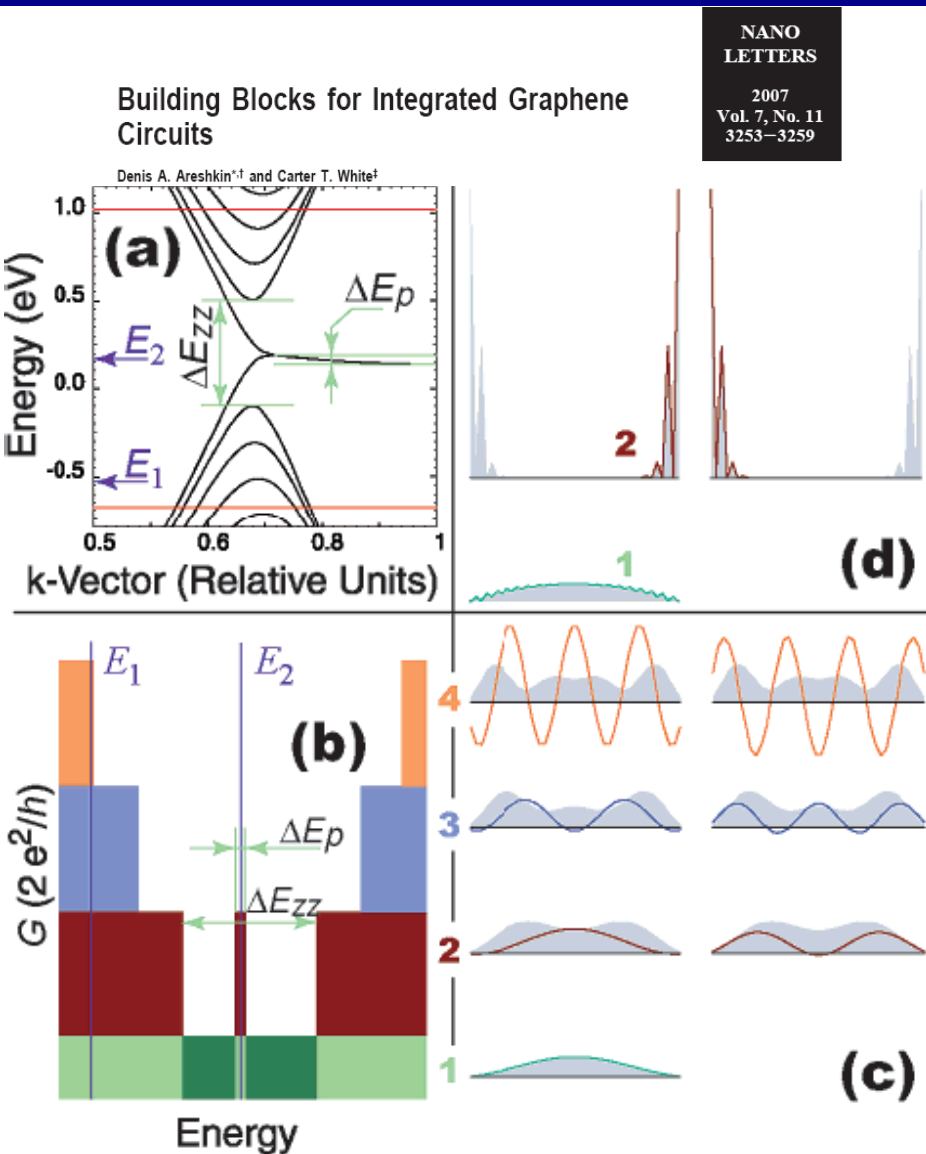 NANO
LETTERS
2007
Vol. 7, No. 11
3253−3259
Building Blocks for Integrated Graphene
Circuits
Denis A. Areshkin*,† and Carter T. White‡
(a)
Energy (eV)
1.0
0.5
0.0
-0.5
E2
E1
ΔEzz
ΔEp
0.5
0.6
0.8
1
k-Vector (Relative Units)
2
1
(d)
E1
E2
(b)
G (2 e²/h)
ΔEp
ΔEzz
Energy
4
3
2
1
(c)